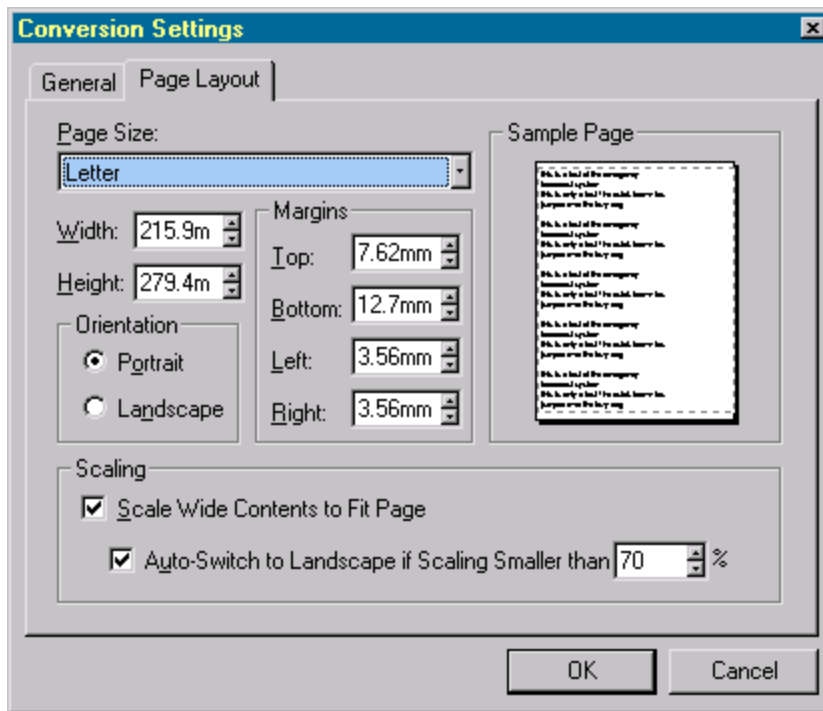 Conversion Settings
General Page Layout
Page Size:
Letter
Width: 215.9m
Height: 279.4m
Orientation
Portrait
Landscape
Margins
Top: 7.62mm
Bottom: 12.7mm
Left: 3.56mm
Right: 3.56mm
Sample Page
Scaling
Scale Wide Contents to Fit Page
Auto-Switch to Landscape if Scaling Smaller than 70 %
OK Cancel